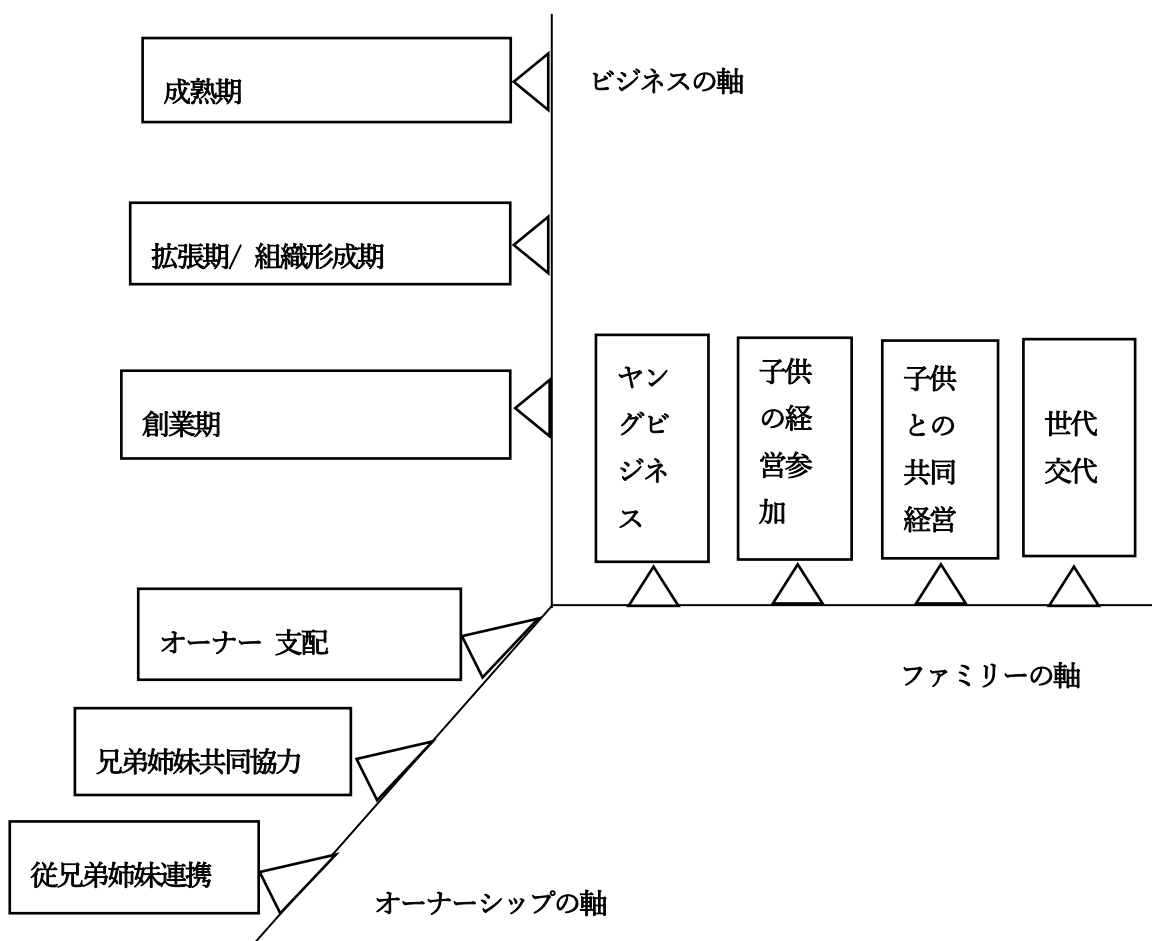 成熟期
ビジネスの軸
拡張期/ 組織形成期
創業期
ヤン
グビ
ジネ
ス
子供
の経
営参
加
子供
との
共同
経営
世代
交代
オーナー 支配
ファミリーの軸
兄弟姉妹共同協力
従兄弟姉妹連携
オーナーシップの軸